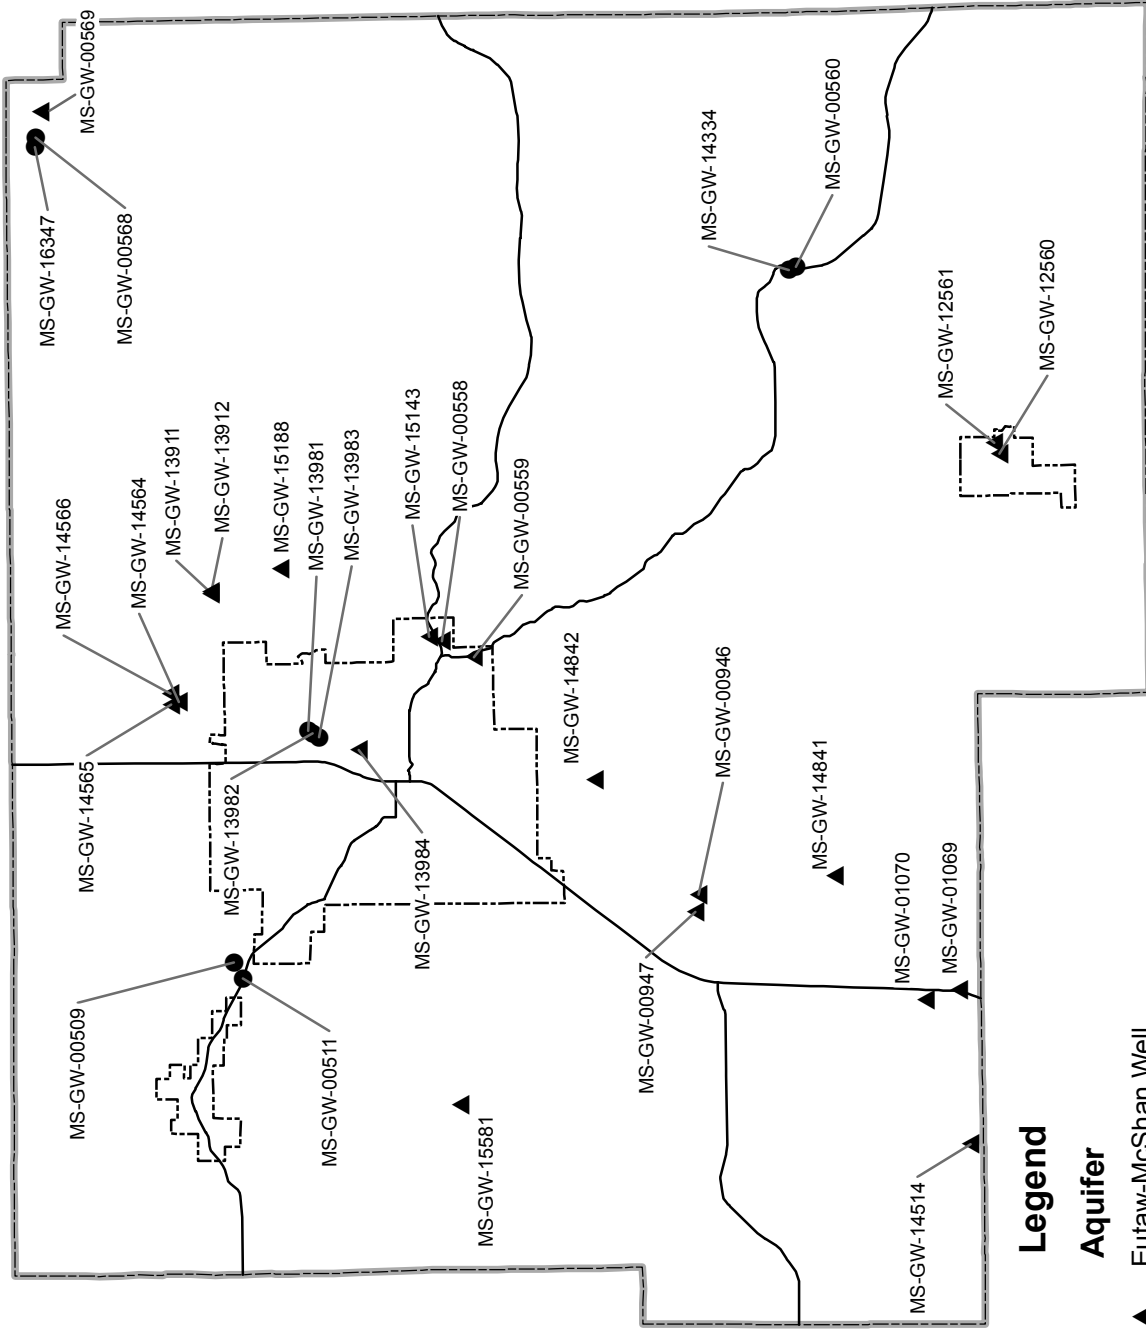 MS-GW-00569
MS-GW-16347
MS-GW-00568
MS-GW-14334
MS-GW-00560
MS-GW-12561
MS-GW-12560
MS-GW-14566
MS-GW-14564
MS-GW-13911
MS-GW-13912
MS-GW-15188
MS-GW-13981
MS-GW-13983
MS-GW-15143
MS-GW-00558
MS-GW-00559
MS-GW-14565
MS-GW-13982
MS-GW-13984
MS-GW-14842
MS-GW-00946
MS-GW-14841
MS-GW-01070
MS-GW-01069
MS-GW-00947
MS-GW-00509
MS-GW-00511
MS-GW-15581
MS-GW-14514
Legend
Aquifer
Eutaw-McShan Well